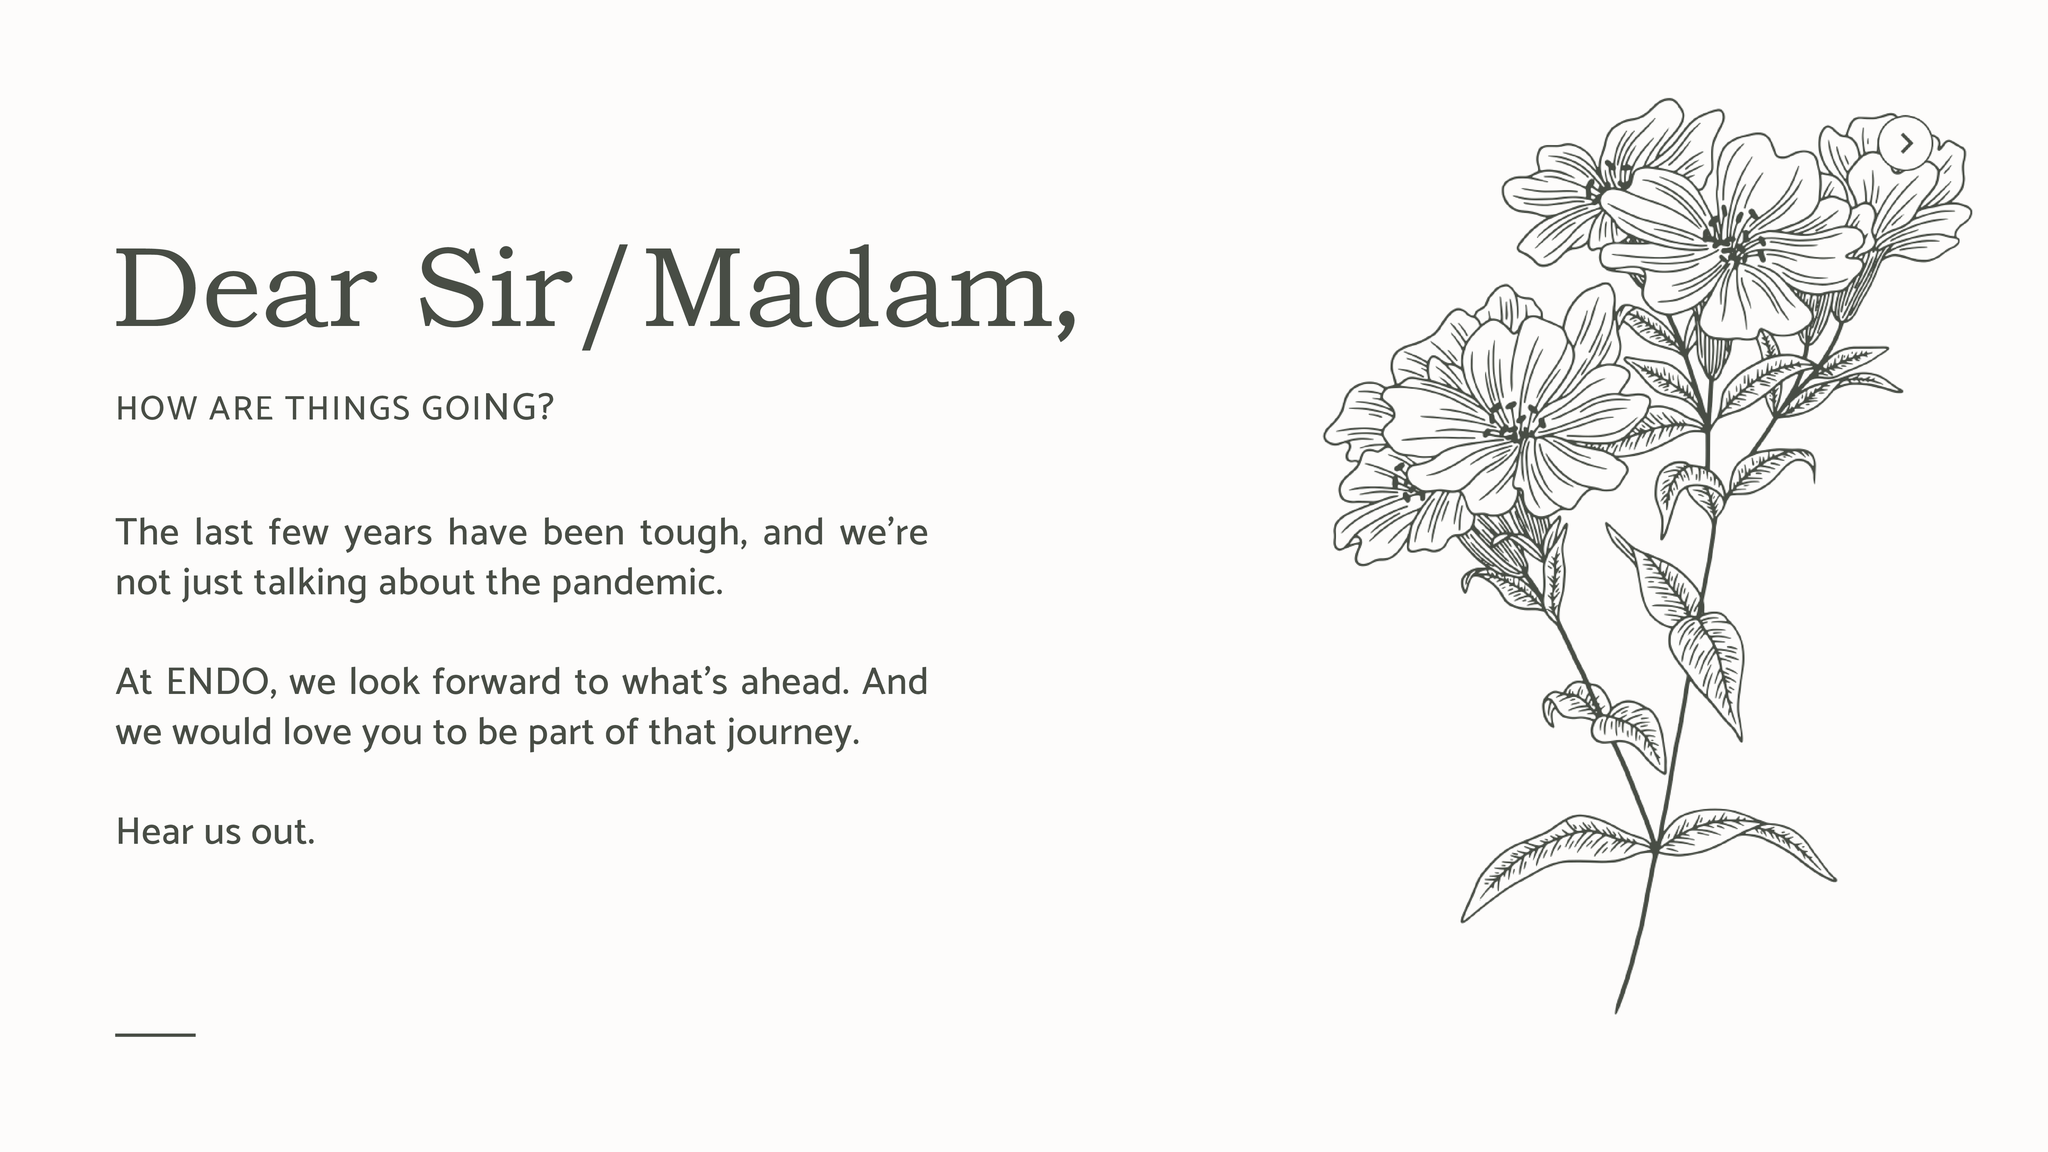 Dear Sir/Madam,
HOW ARE THINGS GOING?
The last few years have been tough, and we’re
not just talking about the pandemic.
At ENDO, we look forward to what’s ahead. And
we would love you to be part of that journey.
Hear us out.